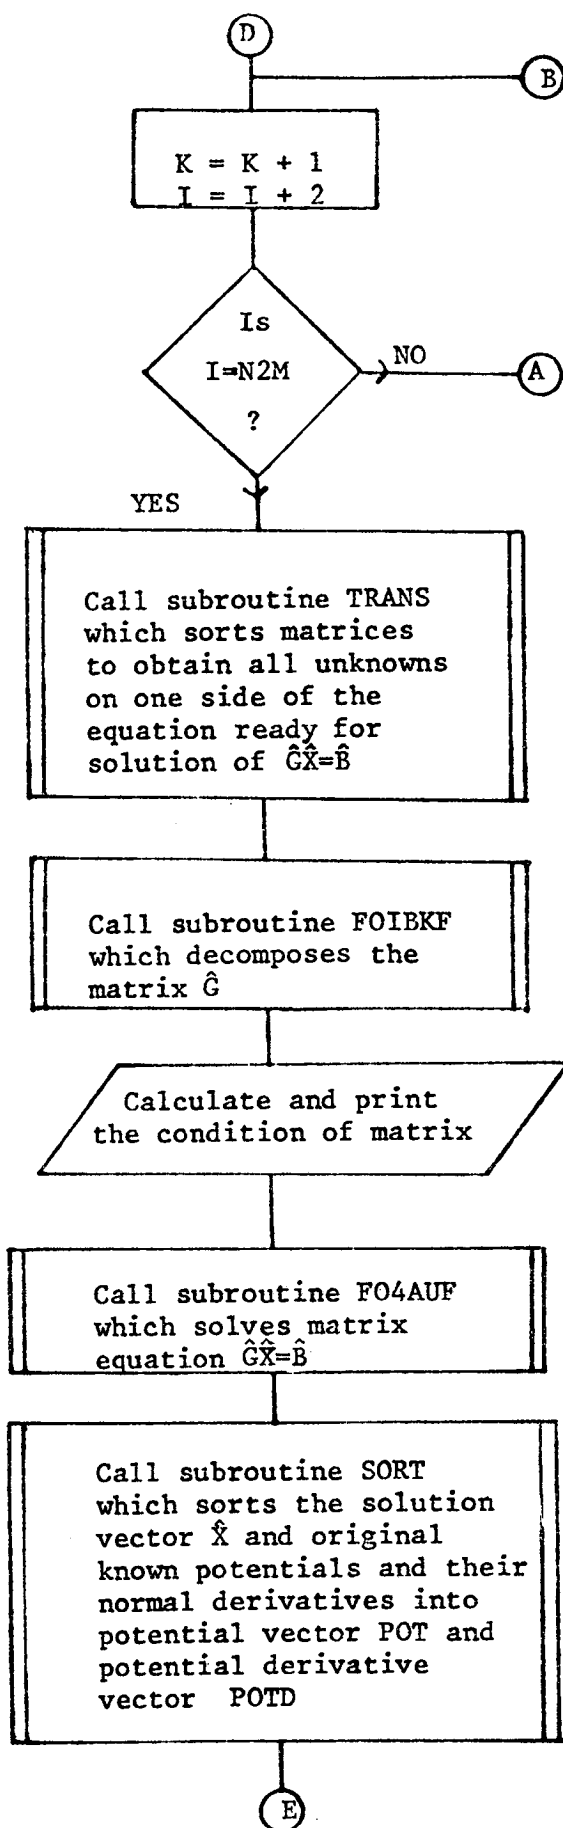 D
B
K = K + 1
I = I + 2
Is
I=N2M
?
NO
A
YES
Call subroutine TRANS
which sorts matrices
to obtain all unknowns
on one side of the
equation ready for
solution of ĜX̂=B̂
Call subroutine FOIBKF
which decomposes the
matrix Ĝ
Calculate and print
the condition of matrix
Call subroutine FO4AUF
which solves matrix
equation ĜX̂=B̂
Call subroutine SORT
which sorts the solution
vector X̂ and original
known potentials and their
normal derivatives into
potential vector POT and
potential derivative
vector POTD
E